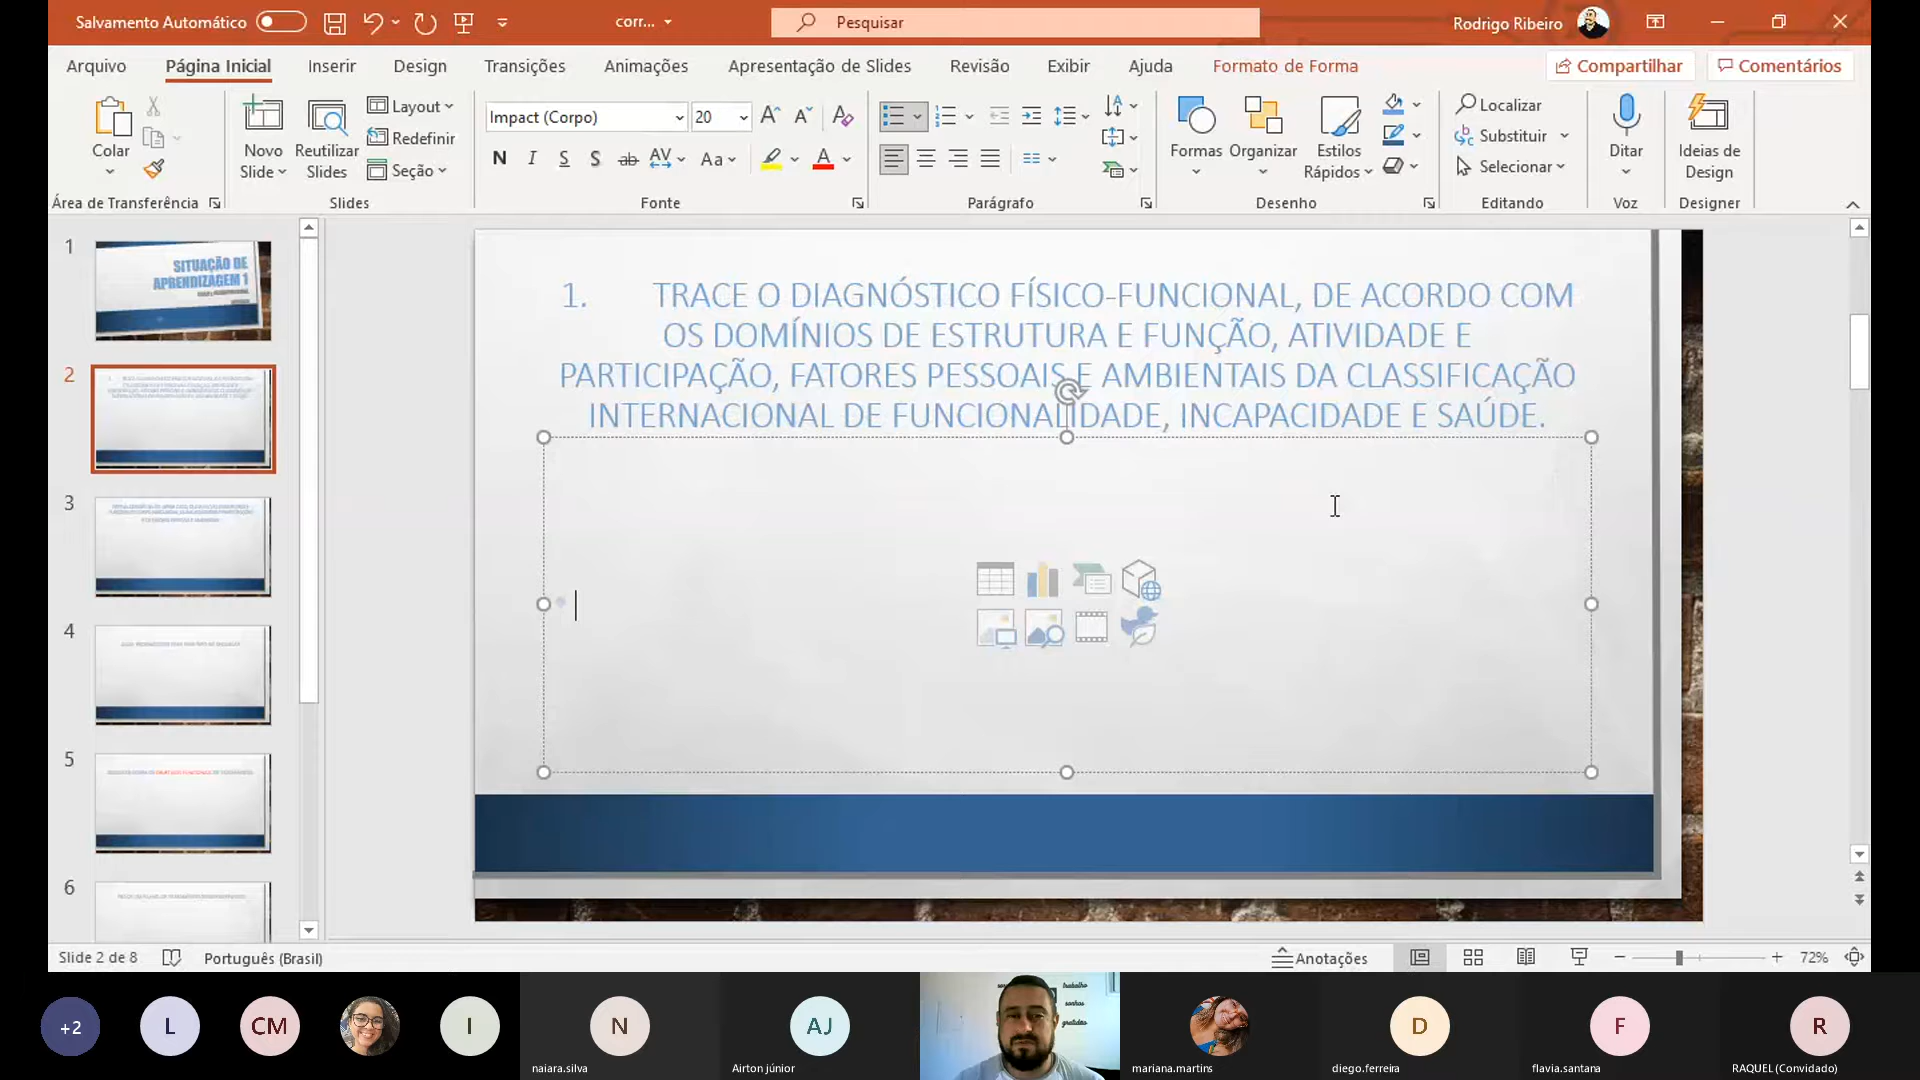 Salvamento Automático
corr...
Pesquisar
Rodrigo Ribeiro
Arquivo
Página Inicial
Inserir
Design
Transições
Animações
Apresentação de Slides
Revisão
Exibir
Ajuda
Formato de Forma
Compartilhar
Comentários
Colar
Novo
Slide
Reutilizar
Slides
Layout
Redefinir
Seção
Impact (Corpo)
20
N I S S ab AV Aa A
Formas
Organizar
Estilos
Rápidos
Localizar
Substituir
Selecionar
Ditar
Ideias de
Design
Área de Transferência
Slides
Fonte
Parágrafo
Desenho
Editando
Voz
Designer
1
SITUAÇÃO DE
APRENDIZAGEM 1
2
3
4
5
6
1. TRACE O DIAGNÓSTICO FÍSICO-FUNCIONAL, DE ACORDO COM
OS DOMÍNIOS DE ESTRUTURA E FUNÇÃO, ATIVIDADE E
PARTICIPAÇÃO, FATORES PESSOAIS E AMBIENTAIS DA CLASSIFICAÇÃO
INTERNACIONAL DE FUNCIONALIDADE, INCAPACIDADE E SAÚDE.
Slide 2 de 8
Português (Brasil)
Anotações
72%
+2
L
CM
I
N
naiara.silva
AJ
Airton júnior
trabalho
sonhos
gratidão
mariana.martins
D
diego.ferreira
F
flavia.santana
R
RAQUEL (Convidado)